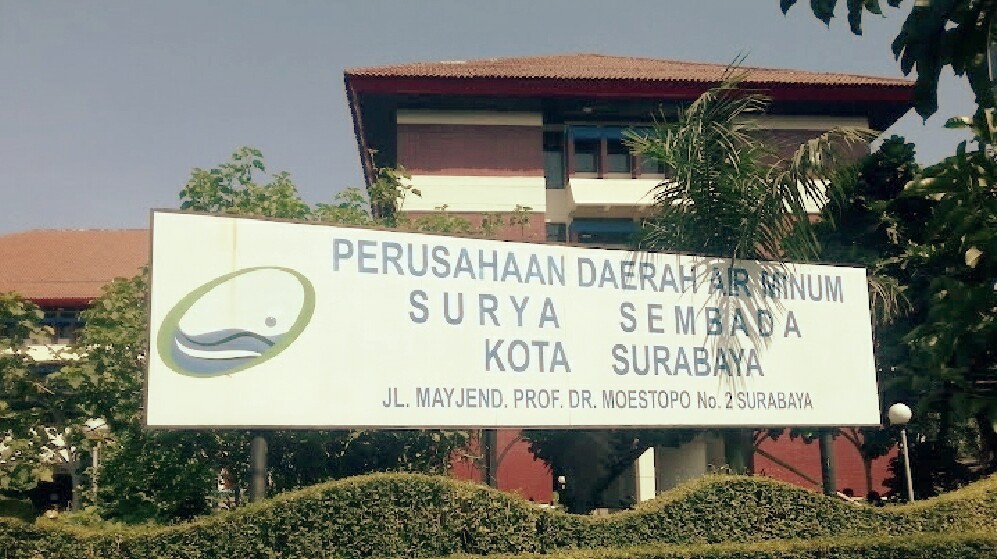 PERUSAHAAN DAERAH AIR MINUM
SURYA SEMBADA
KOTA SURABAYA
JL. MAYJEND. PROF. DR. MOESTOPO No. 2 SURABAYA